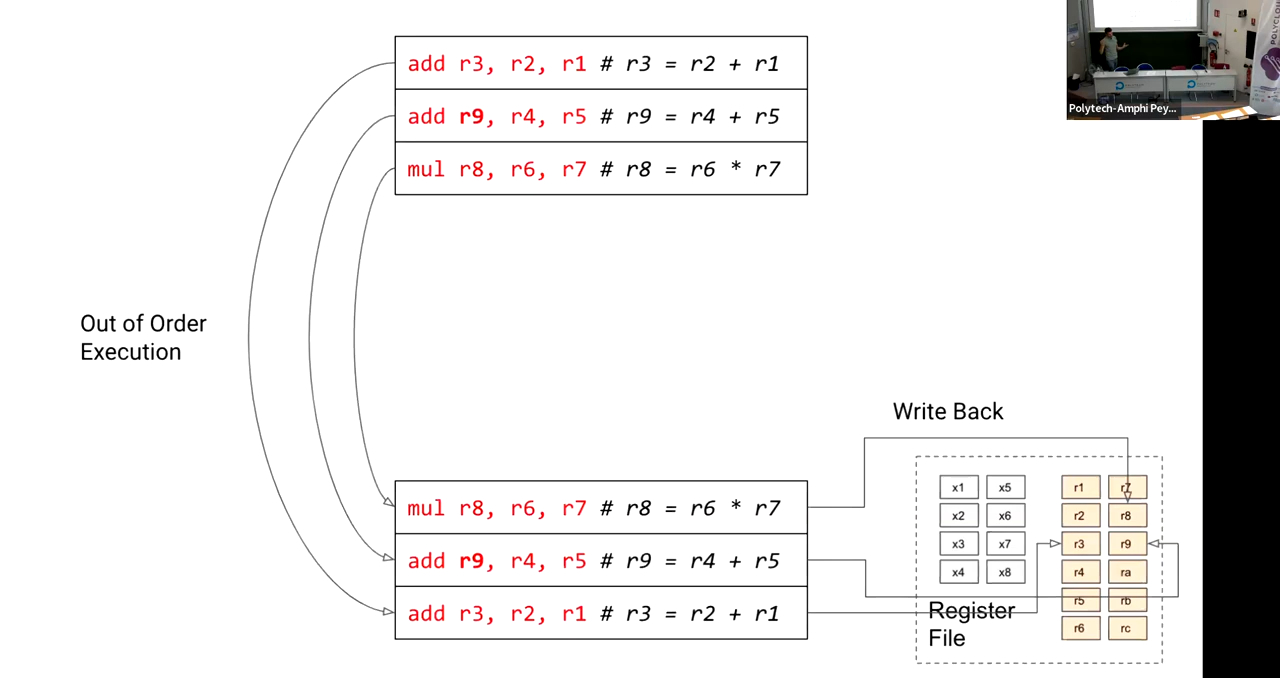 add r3, r2, r1 # r3 = r2 + r1
add r9, r4, r5 # r9 = r4 + r5
mul r8, r6, r7 # r8 = r6 * r7
Out of Order
Execution
mul r8, r6, r7 # r8 = r6 * r7
add r9, r4, r5 # r9 = r4 + r5
add r3, r2, r1 # r3 = r2 + r1
Write Back
x1 x5 r1 r7
x2 x6 r2 r8
x3 x7 r3 r9
x4 x8 r4 ra
r5 rb
r6 rc
Register
File
Polytech-Amphi Pey...